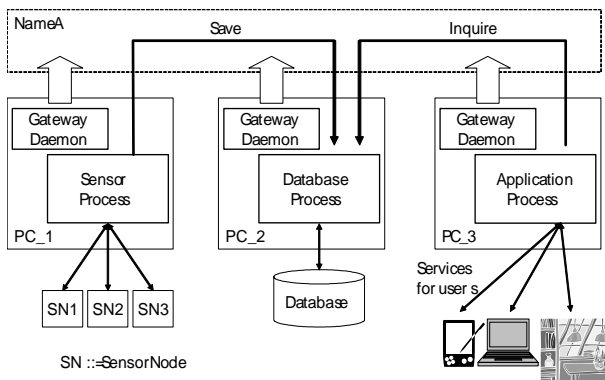 NameA
Save
Inquire
Gateway
Daemon
Gateway
Daemon
Gateway
Daemon
Sensor
Process
Database
Process
Application
Process
PC_1
PC_2
PC_3
Services
for user s
SN1
SN2
SN3
Database
SN ::=SensorNode